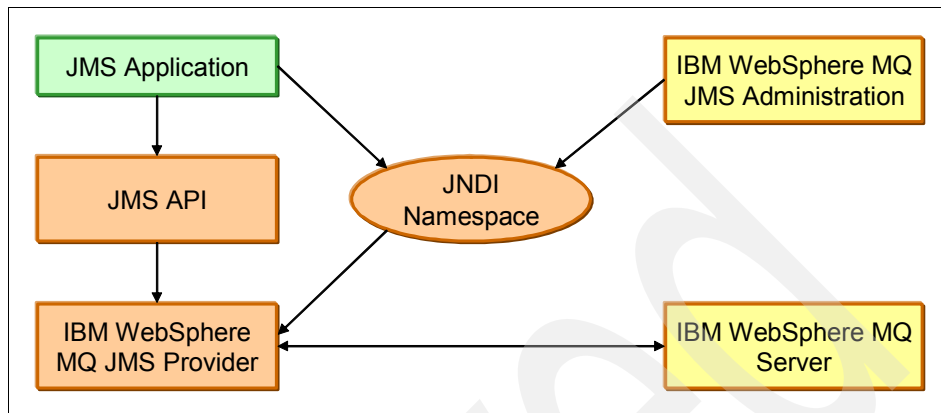 JMS Application
IBM WebSphere MQ
JMS Administration
JMS API
JNDI
Namespace
IBM WebSphere
MQ JMS Provider
IBM WebSphere MQ
Server